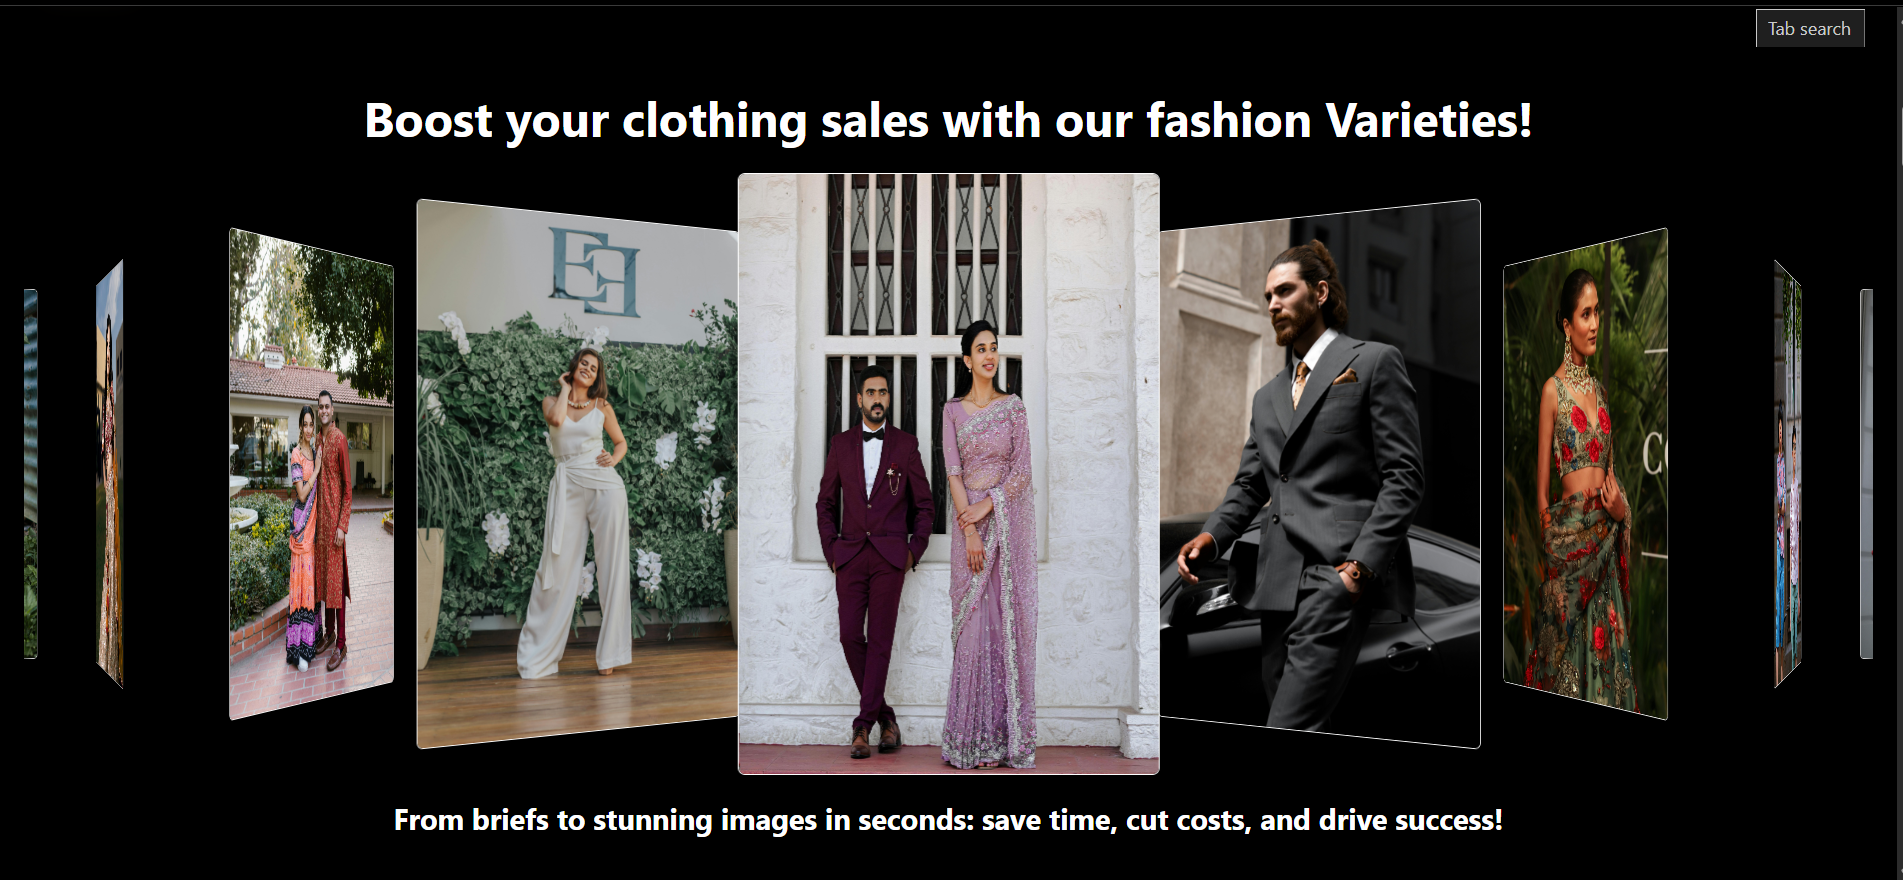 Tab search
Boost your clothing sales with our fashion Varieties!
From briefs to stunning images in seconds: save time, cut costs, and drive success!